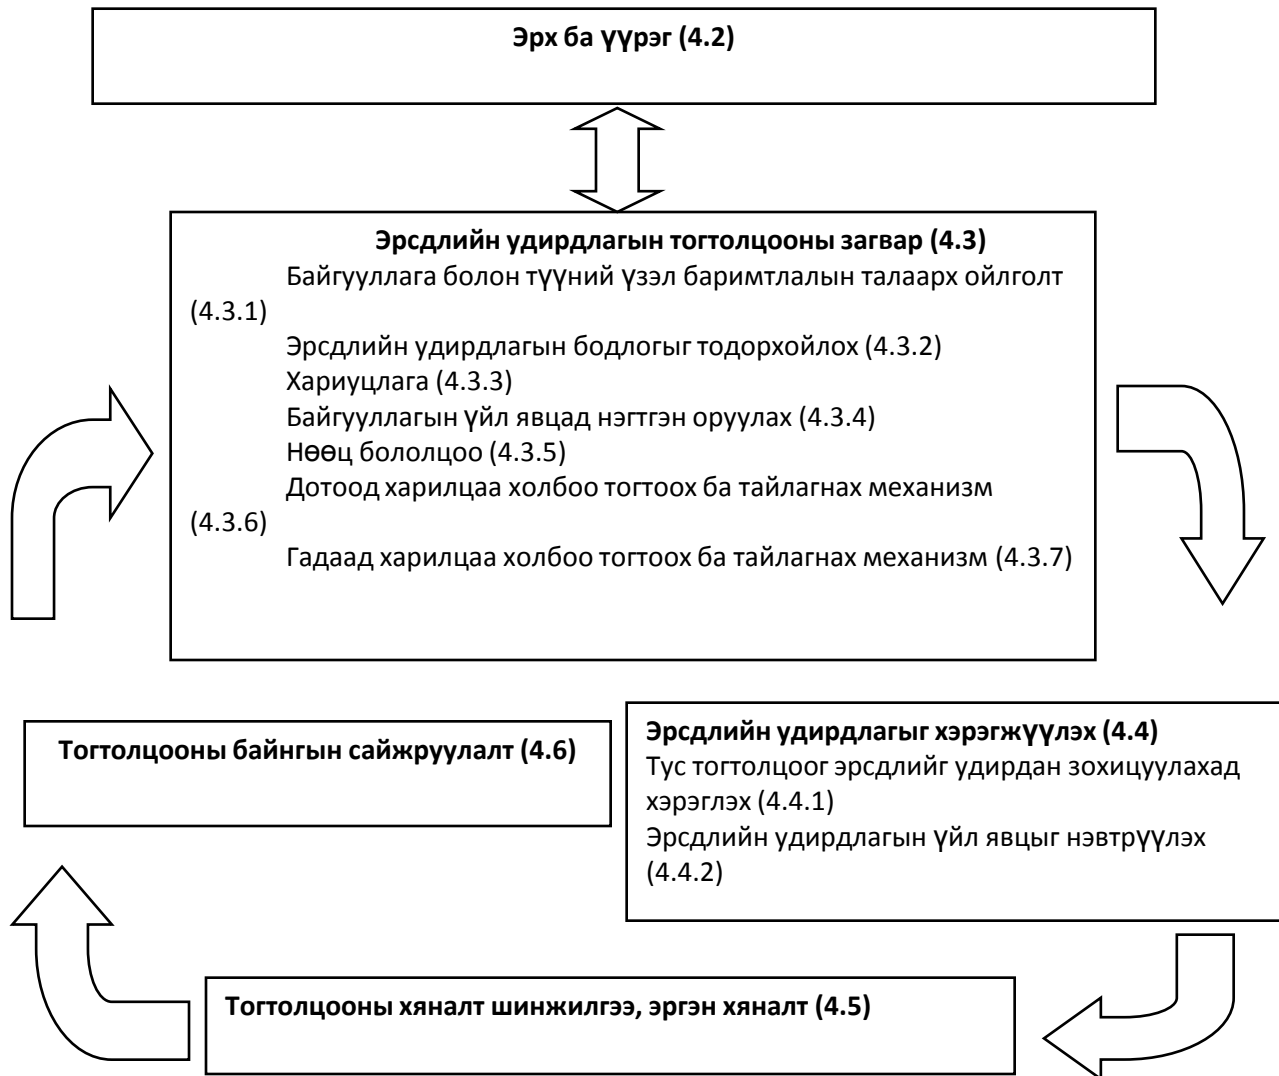 Эрх ба үүрэг (4.2)
Эрсдлийн удирдлагын тогтолцооны загвар (4.3)
Байгууллага болон түүний үзэл баримтлалын талаарх ойлголт
(4.3.1)
Эрсдлийн удирдлагын бодлогыг тодорхойлох (4.3.2)
Хариуцлага (4.3.3)
Байгууллагын үйл явцад нэгтгэн оруулах (4.3.4)
Нөөц бололцоо (4.3.5)
Дотоод харилцаа холбоо тогтоох ба тайлагнах механизм
(4.3.6)
Гадаад харилцаа холбоо тогтоох ба тайлагнах механизм (4.3.7)
Тогтолцооны байнгын сайжруулалт (4.6)
Эрсдлийн удирдлагыг хэрэгжүүлэх (4.4)
Тус тогтолцоог эрсдлийг удирдан зохицуулахад
хэрэглэх (4.4.1)
Эрсдлийн удирдлагын үйл явцыг нэвтрүүлэх
(4.4.2)
Тогтолцооны хяналт шинжилгээ, эргэн хяналт (4.5)